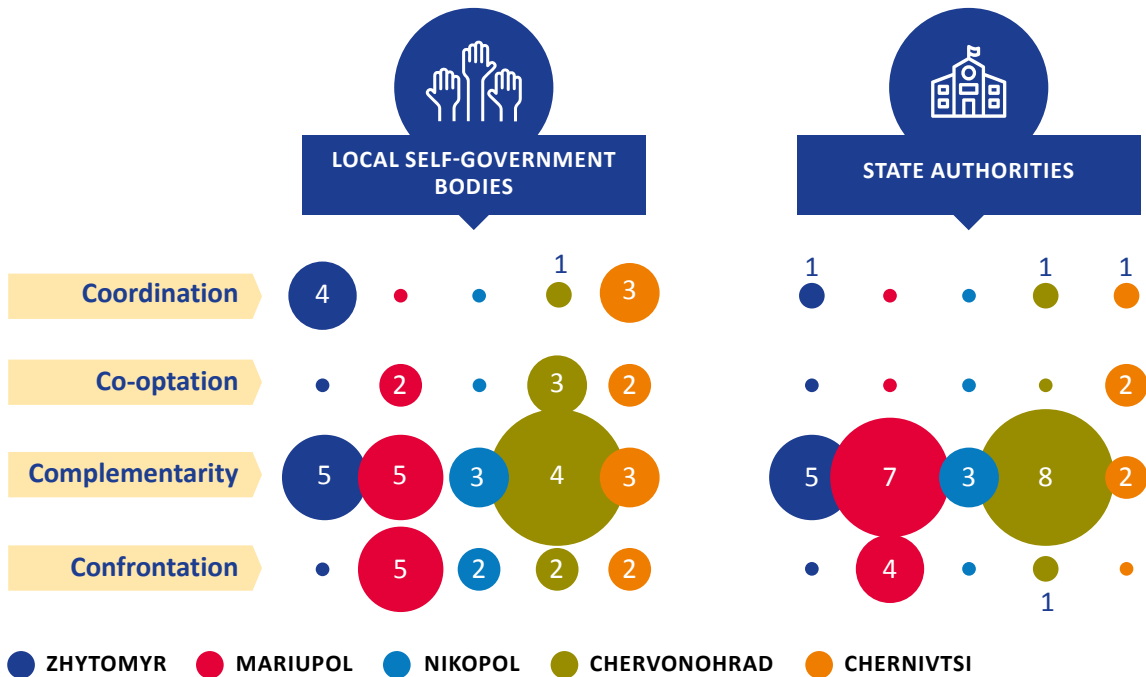 LOCAL SELF-GOVERNMENT
BODIES
STATE AUTHORITIES
Coordination
4
1
3
1
1
1
Co-optation
2
3
2
2
Complementarity
5
5
3
4
3
5
7
3
8
2
Confrontation
5
2
2
2
4
1
ZHYTOMYR
MARIUPOL
NIKOPOL
CHERVONOHRAD
CHERNIVTSI